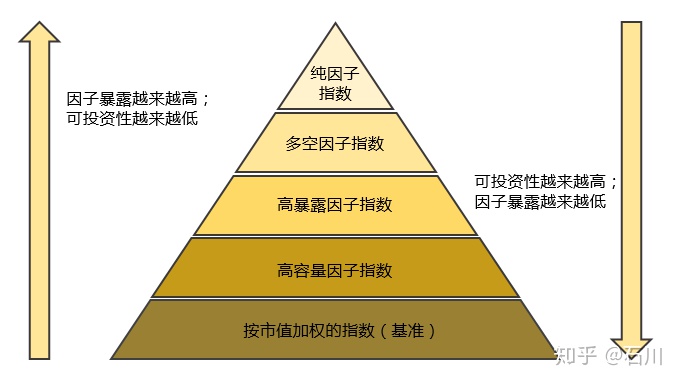 纯因子
指数
因子暴露越来越高；
可投资性越来越低
多空因子指数
可投资性越来越高；
因子暴露越来越低
高暴露因子指数
高容量因子指数
按市值加权的指数（基准）
知乎 @石川